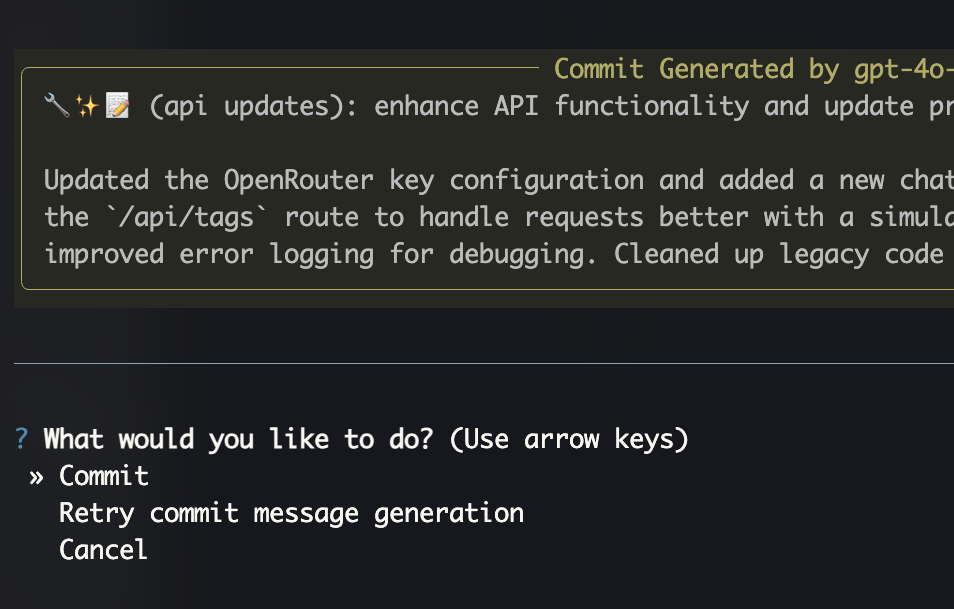 Commit Generated by gpt-4o-
🔧✨📝 (api updates): enhance API functionality and update pr
Updated the OpenRouter key configuration and added a new chat
the `/api/tags` route to handle requests better with a simula
improved error logging for debugging. Cleaned up legacy code
? What would you like to do? (Use arrow keys)
» Commit
Retry commit message generation
Cancel